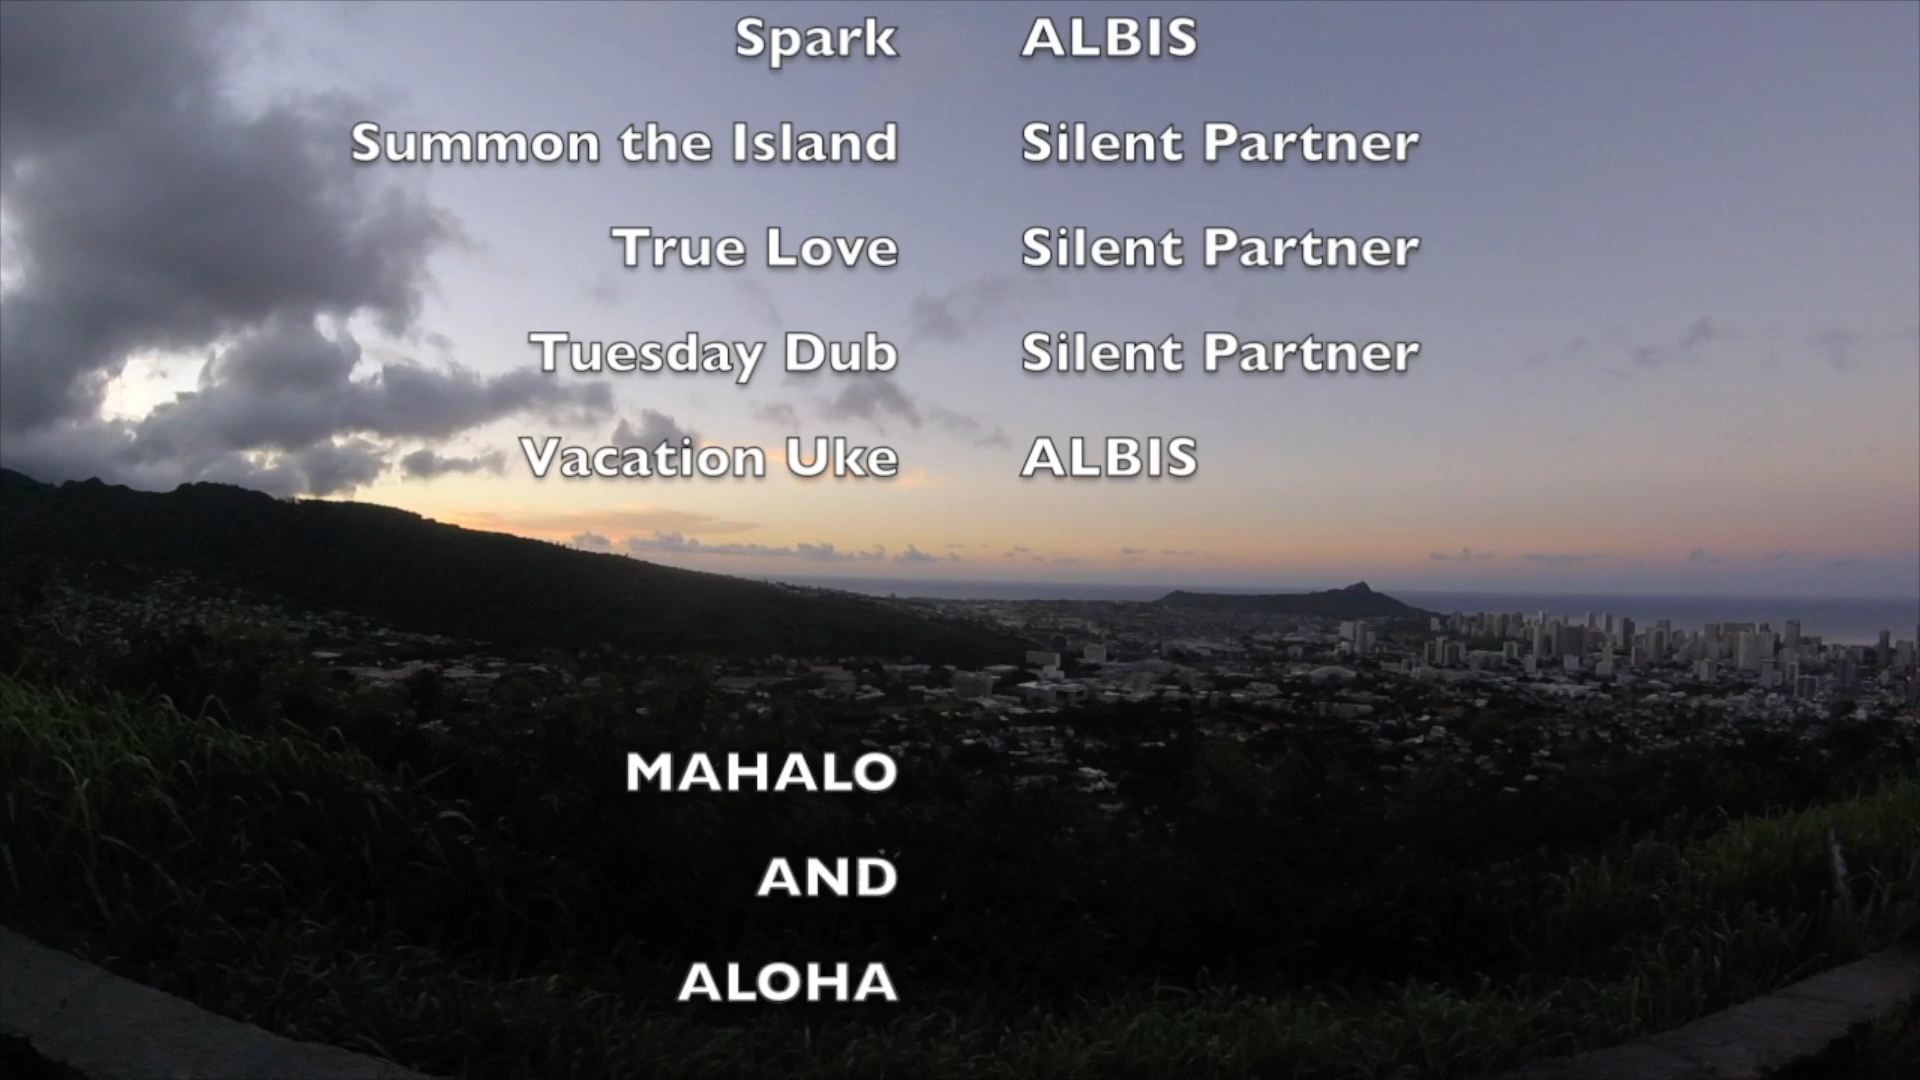 Spark ALBIS
Summon the Island Silent Partner
True Love Silent Partner
Tuesday Dub Silent Partner
Vacation Uke ALBIS
MAHALO
AND
ALOHA